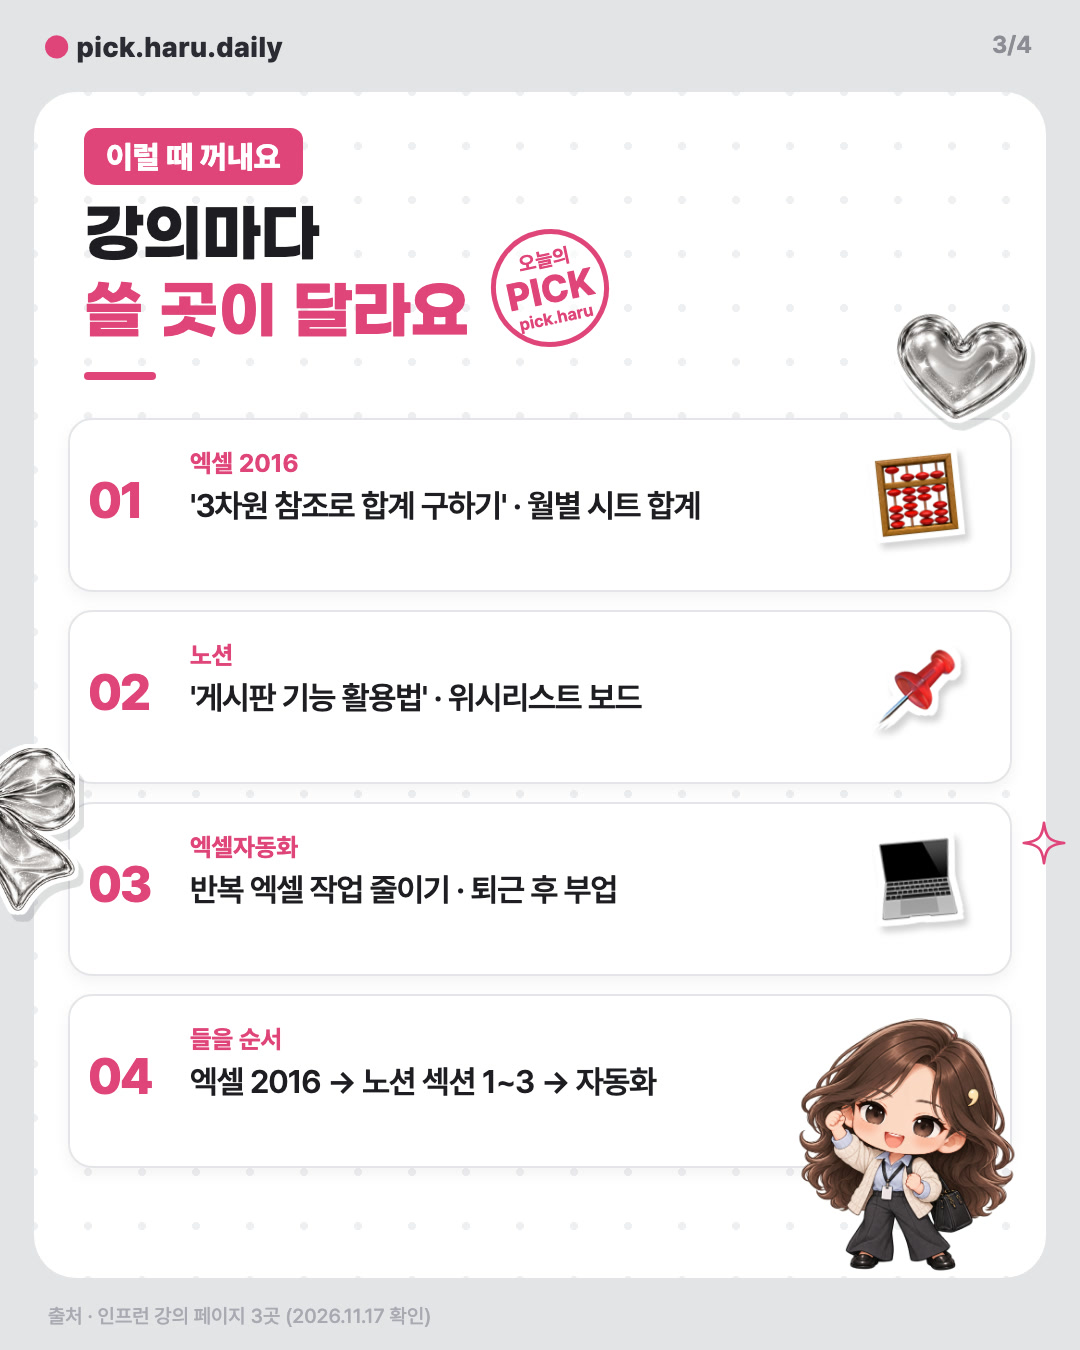 pick.haru.daily
3/4
이럴 때 꺼내요
강의마다
쓸 곳이 달라요
오늘의
PICK
pick.haru
01
엑셀 2016
'3차원 참조로 합계 구하기' · 월별 시트 합계
02
노션
'게시판 기능 활용법' · 위시리스트 보드
03
엑셀자동화
반복 엑셀 작업 줄이기 · 퇴근 후 부업
04
들을 순서
엑셀 2016 → 노션 섹션 1~3 → 자동화
출처 · 인프런 강의 페이지 3곳 (2026.11.17 확인)